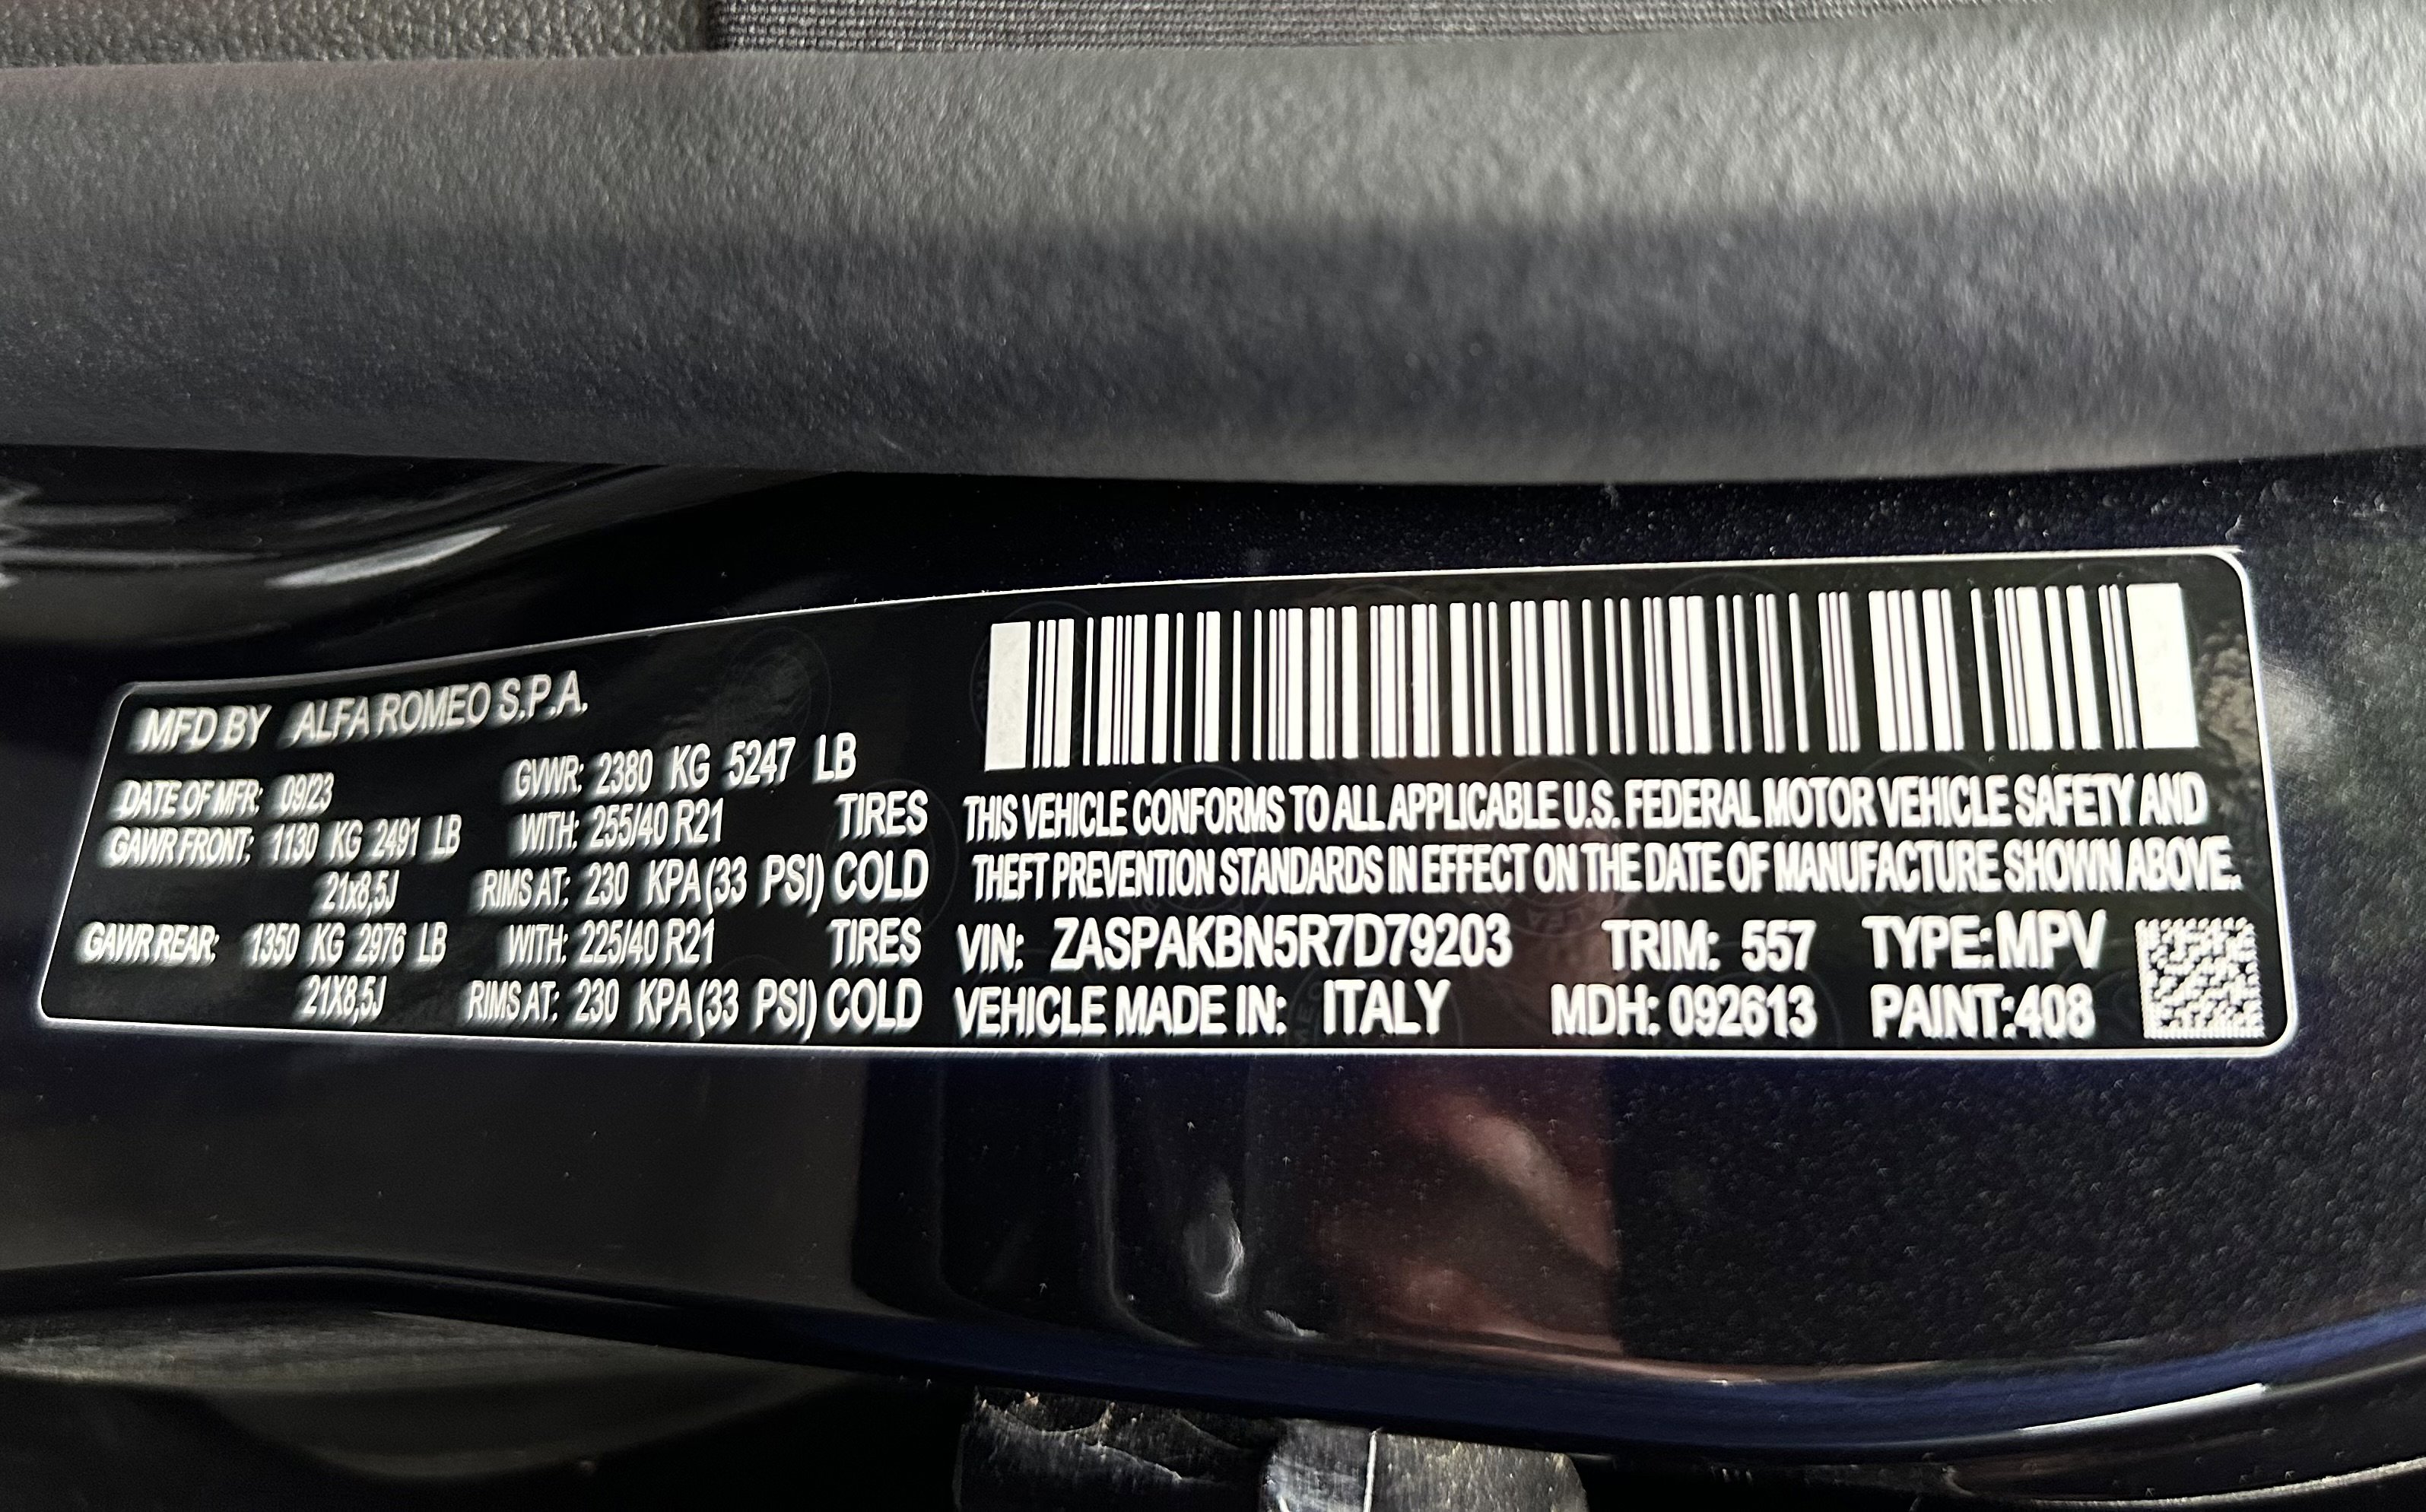 MFD BY ALFA ROMEO S.P.A.
DATE OF MFR: 09/23 GVWR: 2380 KG 5247 LB
GAWR FRONT: 1130 KG 2491 LB WITH: 255/40 R21 TIRES
21x8,5J RIMS AT: 230 KPA(33 PSI) COLD
GAWR REAR: 1350 KG 2976 LB WITH: 225/40 R21 TIRES
21X8,5J RIMS AT: 230 KPA(33 PSI) COLD
THIS VEHICLE CONFORMS TO ALL APPLICABLE U.S. FEDERAL MOTOR VEHICLE SAFETY AND
THEFT PREVENTION STANDARDS IN EFFECT ON THE DATE OF MANUFACTURE SHOWN ABOVE.
VIN: ZASPAKBN5R7D79203 TRIM: 557 TYPE:MPV
VEHICLE MADE IN: ITALY MDH: 092613 PAINT:408